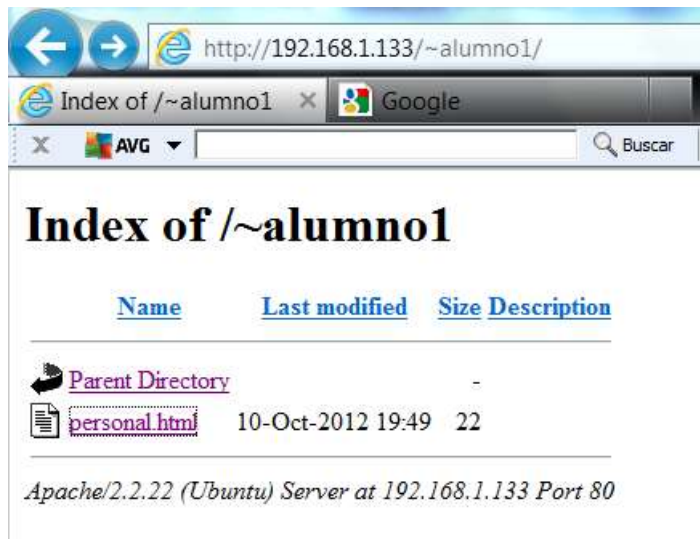 http://192.168.1.133/~alumno1/
Index of /~alumno1 × Google
X AVG Buscar
Index of /~alumno1
Name Last modified Size Description
Parent Directory -
personal.html 10-Oct-2012 19:49 22
Apache/2.2.22 (Ubuntu) Server at 192.168.1.133 Port 80